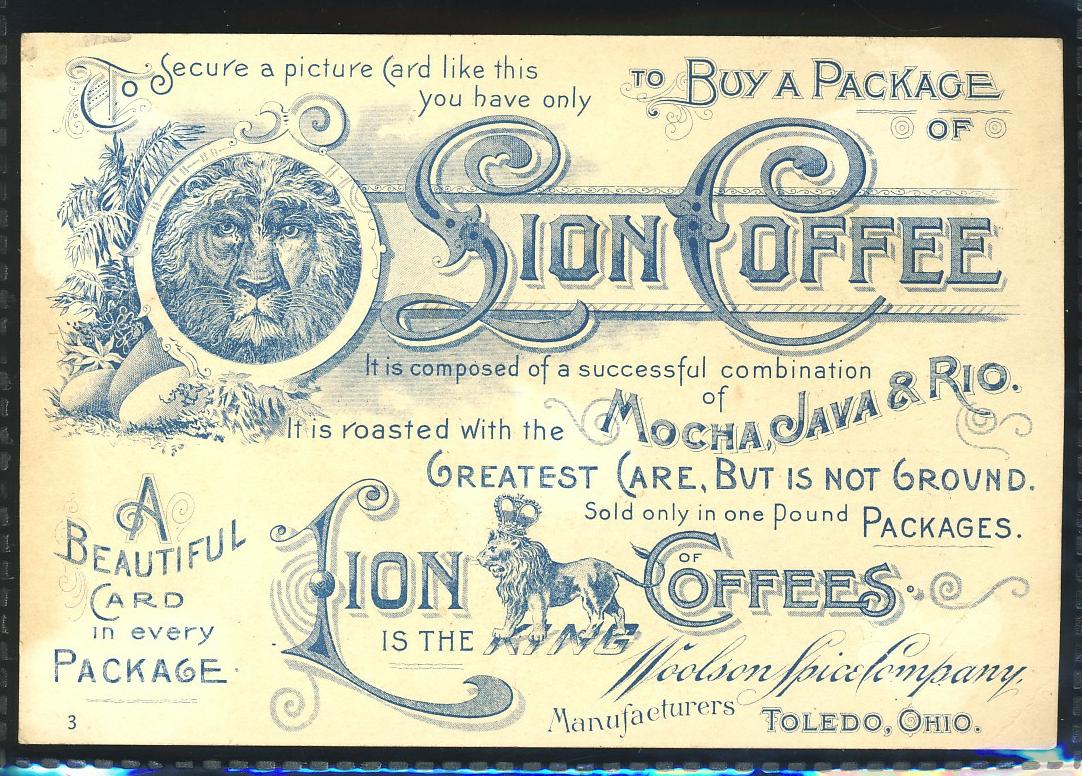 To Secure a picture Card like this
you have only
TO BUY A PACKAGE
OF
LION COFFEE
It is composed of a successful combination
of
MOCHA, JAVA & RIO.
It is roasted with the
GREATEST CARE, BUT IS NOT GROUND.
Sold only in one Pound PACKAGES.
A
BEAUTIFUL
CARD
in every
PACKAGE.
LION
IS THE KING
OF
COFFEES.
Woolson Spice Company,
Manufacturers TOLEDO, OHIO.
3